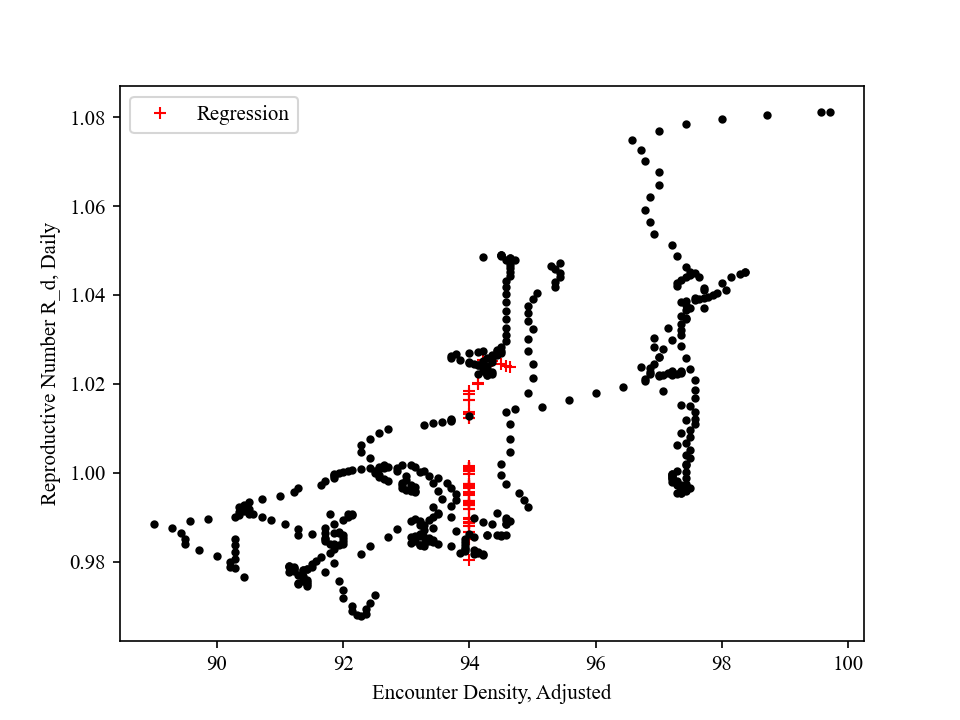 Regression
1.08
1.06
1.04
1.02
1.00
0.98
Reproductive Number R_d, Daily
90 92 94 96 98 100
Encounter Density, Adjusted